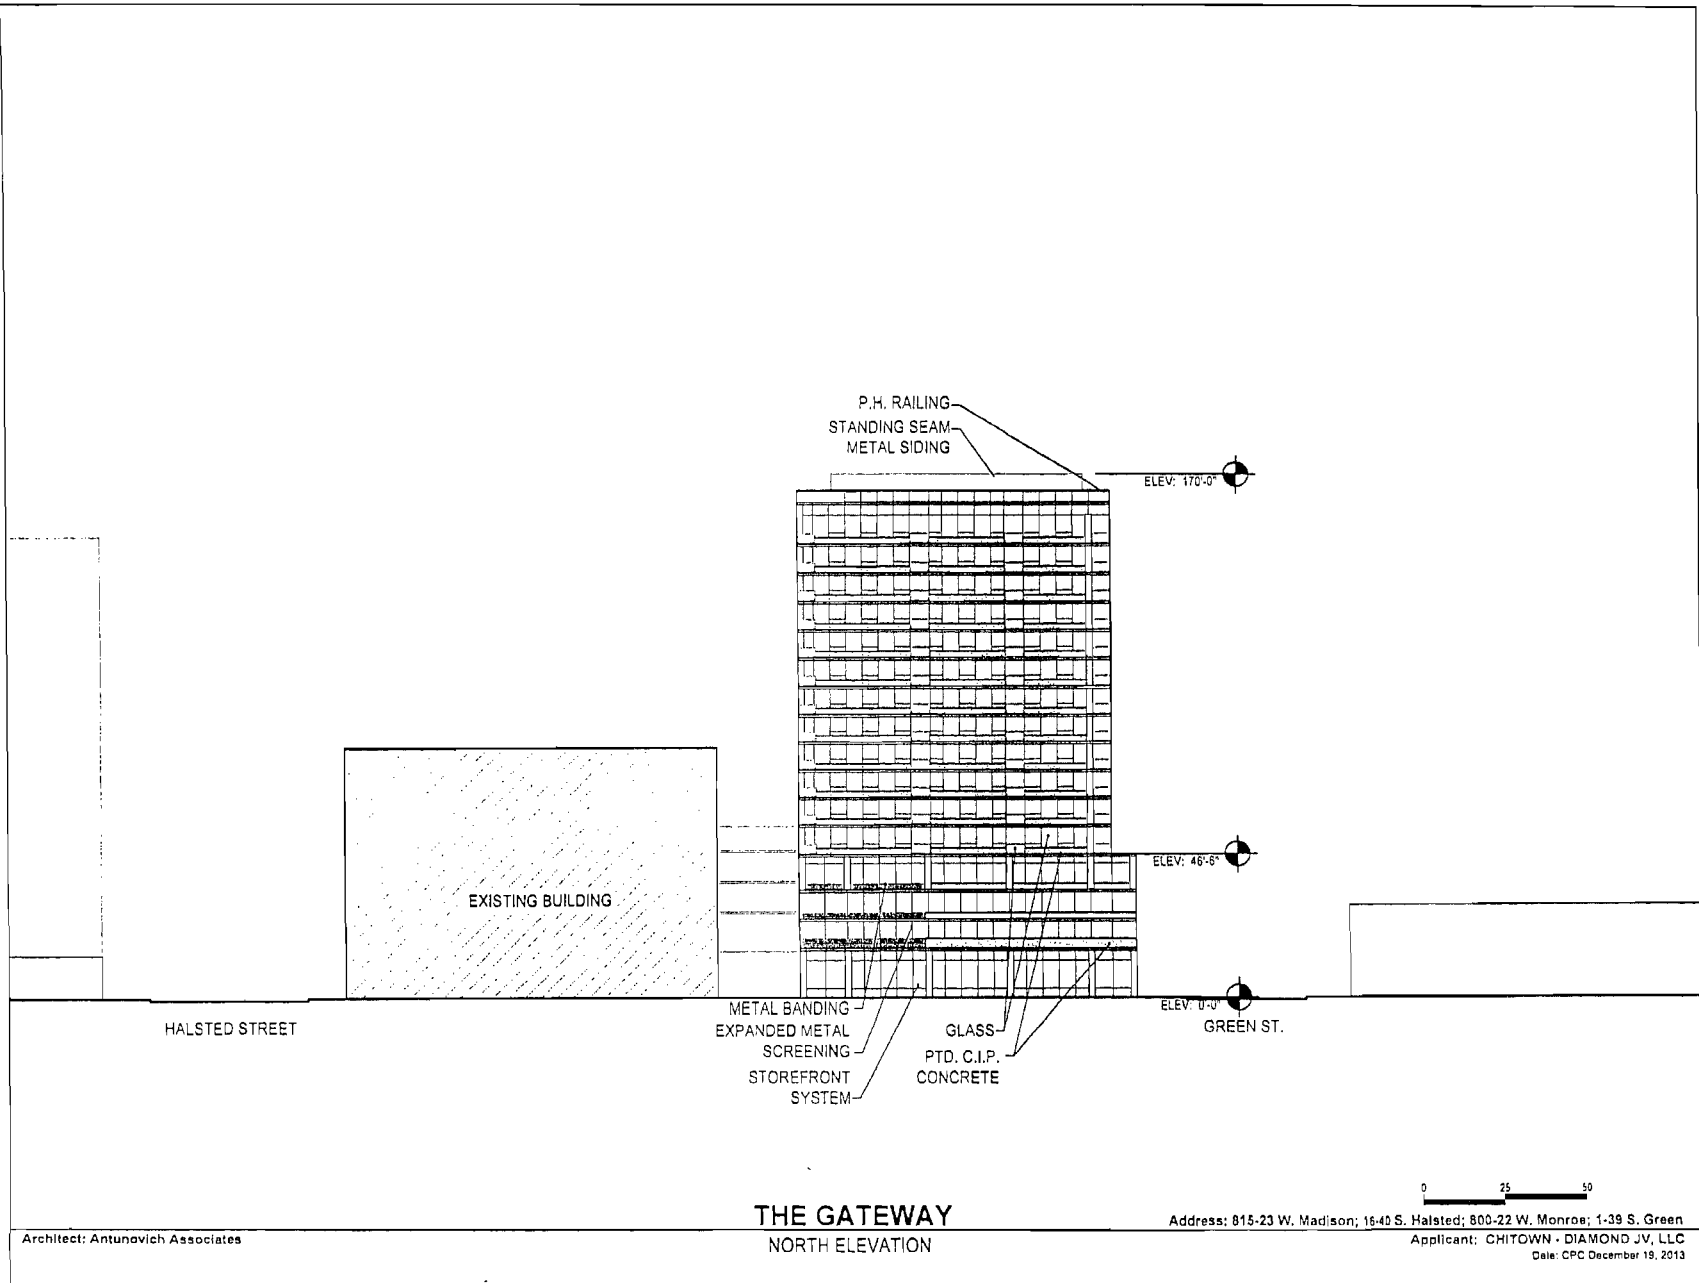 P.H. RAILING
STANDING SEAM
METAL SIDING
ELEV: 170'-0"
ELEV: 46'-6"
EXISTING BUILDING
ELEV: 0'-0"
HALSTED STREET
GREEN ST.
METAL BANDING
EXPANDED METAL
SCREENING
STOREFRONT
SYSTEM
GLASS
PTD. C.I.P.
CONCRETE
0 25 50
THE GATEWAY
NORTH ELEVATION
Architect: Antunovich Associates
Address: 815-23 W. Madison; 16-40 S. Halsted; 800-22 W. Monroe; 1-39 S. Green
Applicant: CHITOWN - DIAMOND JV, LLC
Date: CPC December 19, 2013